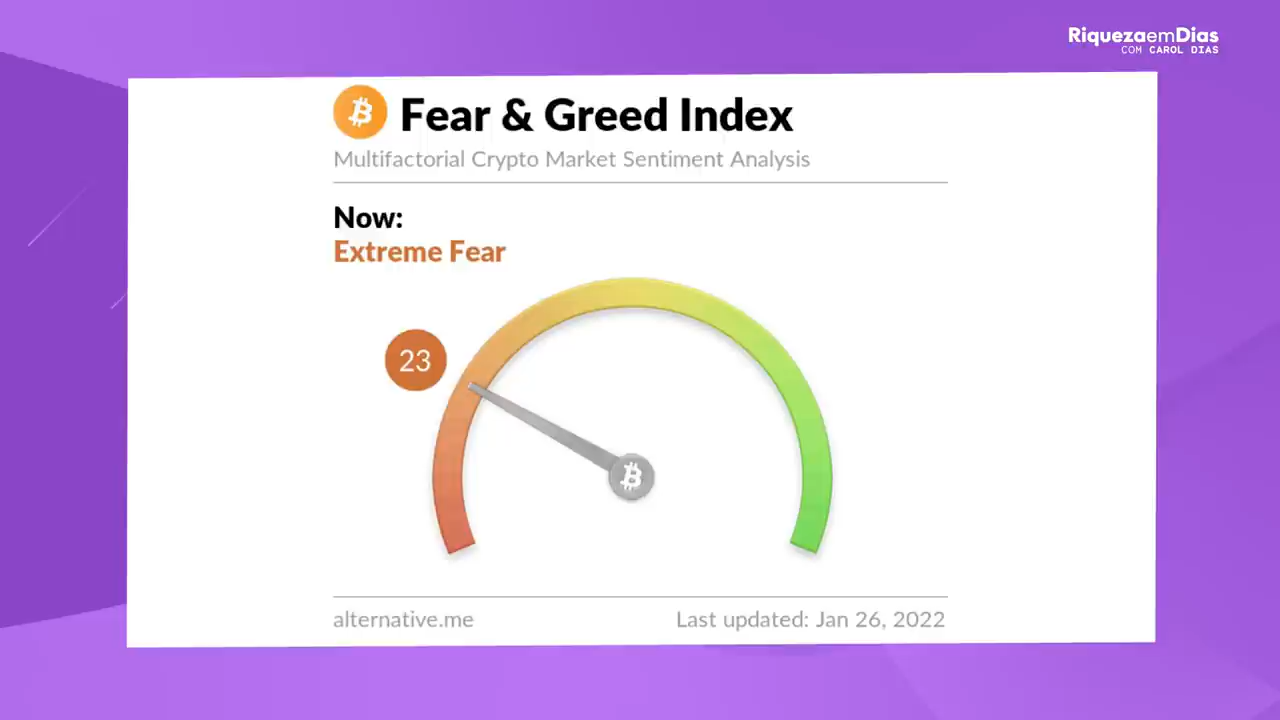 RiquezaemDias
COM CAROL DIAS
Fear & Greed Index
Multifactorial Crypto Market Sentiment Analysis
Now:
Extreme Fear
23
alternative.me
Last updated: Jan 26, 2022